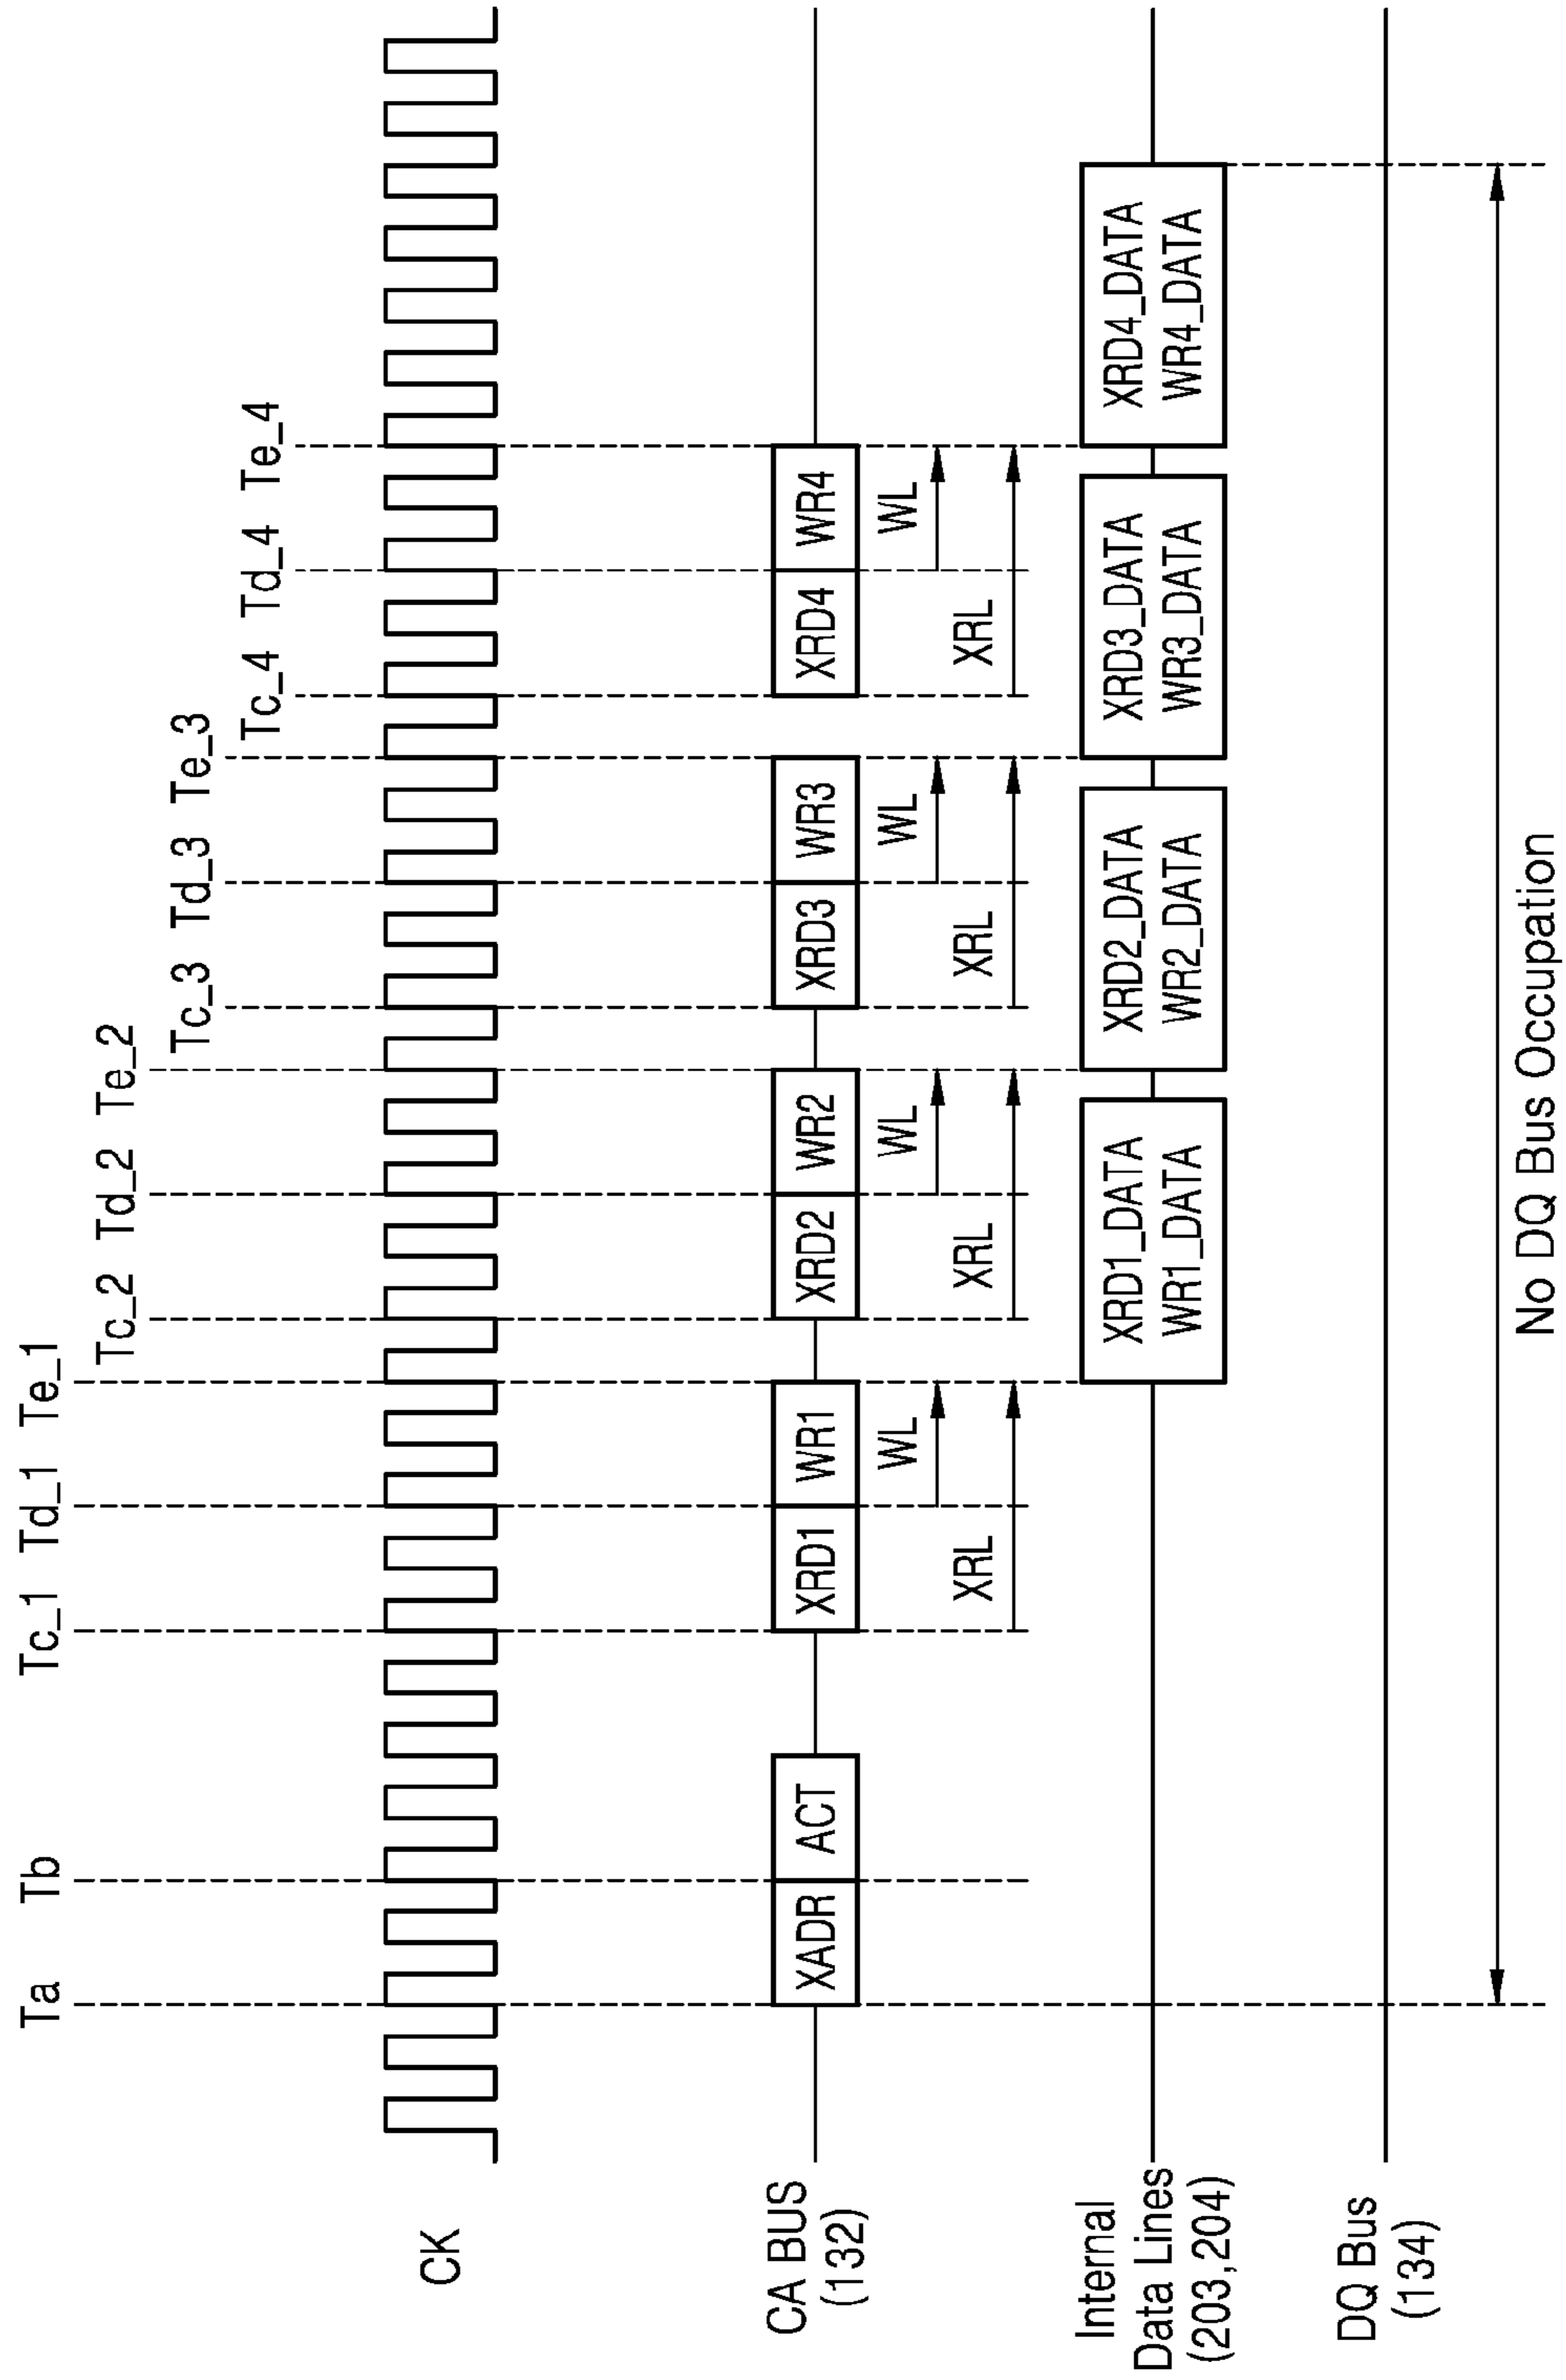 Ta
Tb
Tc_1
Td_1
Te_1
Tc_2
Td_2
Te_2
Tc_3
Td_3
Te_3
Tc_4
Td_4
Te_4
CK
CA BUS
(132)
XADR
ACT
XRD1
WR1
XRD2
WR2
XRD3
WR3
XRD4
WR4
WL
WL
WL
WL
XRL
XRL
XRL
XRL
Internal
Data Lines
(203,204)
XRD1_DATA
WR1_DATA
XRD2_DATA
WR2_DATA
XRD3_DATA
WR3_DATA
XRD4_DATA
WR4_DATA
DQ Bus
(134)
No DQ Bus Occupation